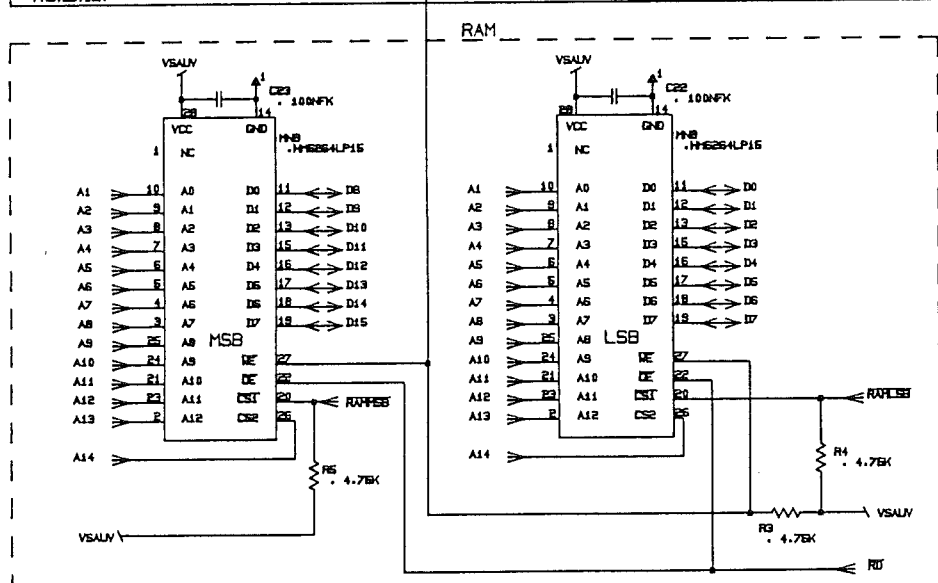 RAM
VSAUV
1
C23
. 100NFK
28
14
VCC
GND
MN9
.HM6264LP15
1
NC
A1 10 A0 D0 11 D8
A2 9 A1 D1 12 D9
A3 8 A2 D2 13 D10
A4 7 A3 D3 15 D11
A5 6 A4 D4 16 D12
A6 5 A5 D5 17 D13
A7 4 A6 D6 18 D14
A8 3 A7 D7 19 D15
A9 25 A8 MSB
A10 24 A9 WE 27
A11 21 A10 OE 22
A12 23 A11 CS1 20 RAMMSB
A13 2 A12 CS2 26
A14
R5
. 4.75K
VSAUV
VSAUV
1
C22
. 100NFK
28
14
VCC
GND
MN8
.HM6264LP15
1
NC
A1 10 A0 D0 11 D0
A2 9 A1 D1 12 D1
A3 8 A2 D2 13 D2
A4 7 A3 D3 15 D3
A5 6 A4 D4 16 D4
A6 5 A5 D5 17 D5
A7 4 A6 D6 18 D6
A8 3 A7 D7 19 D7
A9 25 A8 LSB
A10 24 A9 WE 27
A11 21 A10 OE 22
A12 23 A11 CS1 20 RAMLSB
A13 2 A12 CS2 26
A14
R4
. 4.75K
VSAUV
R3
. 4.75K
RD